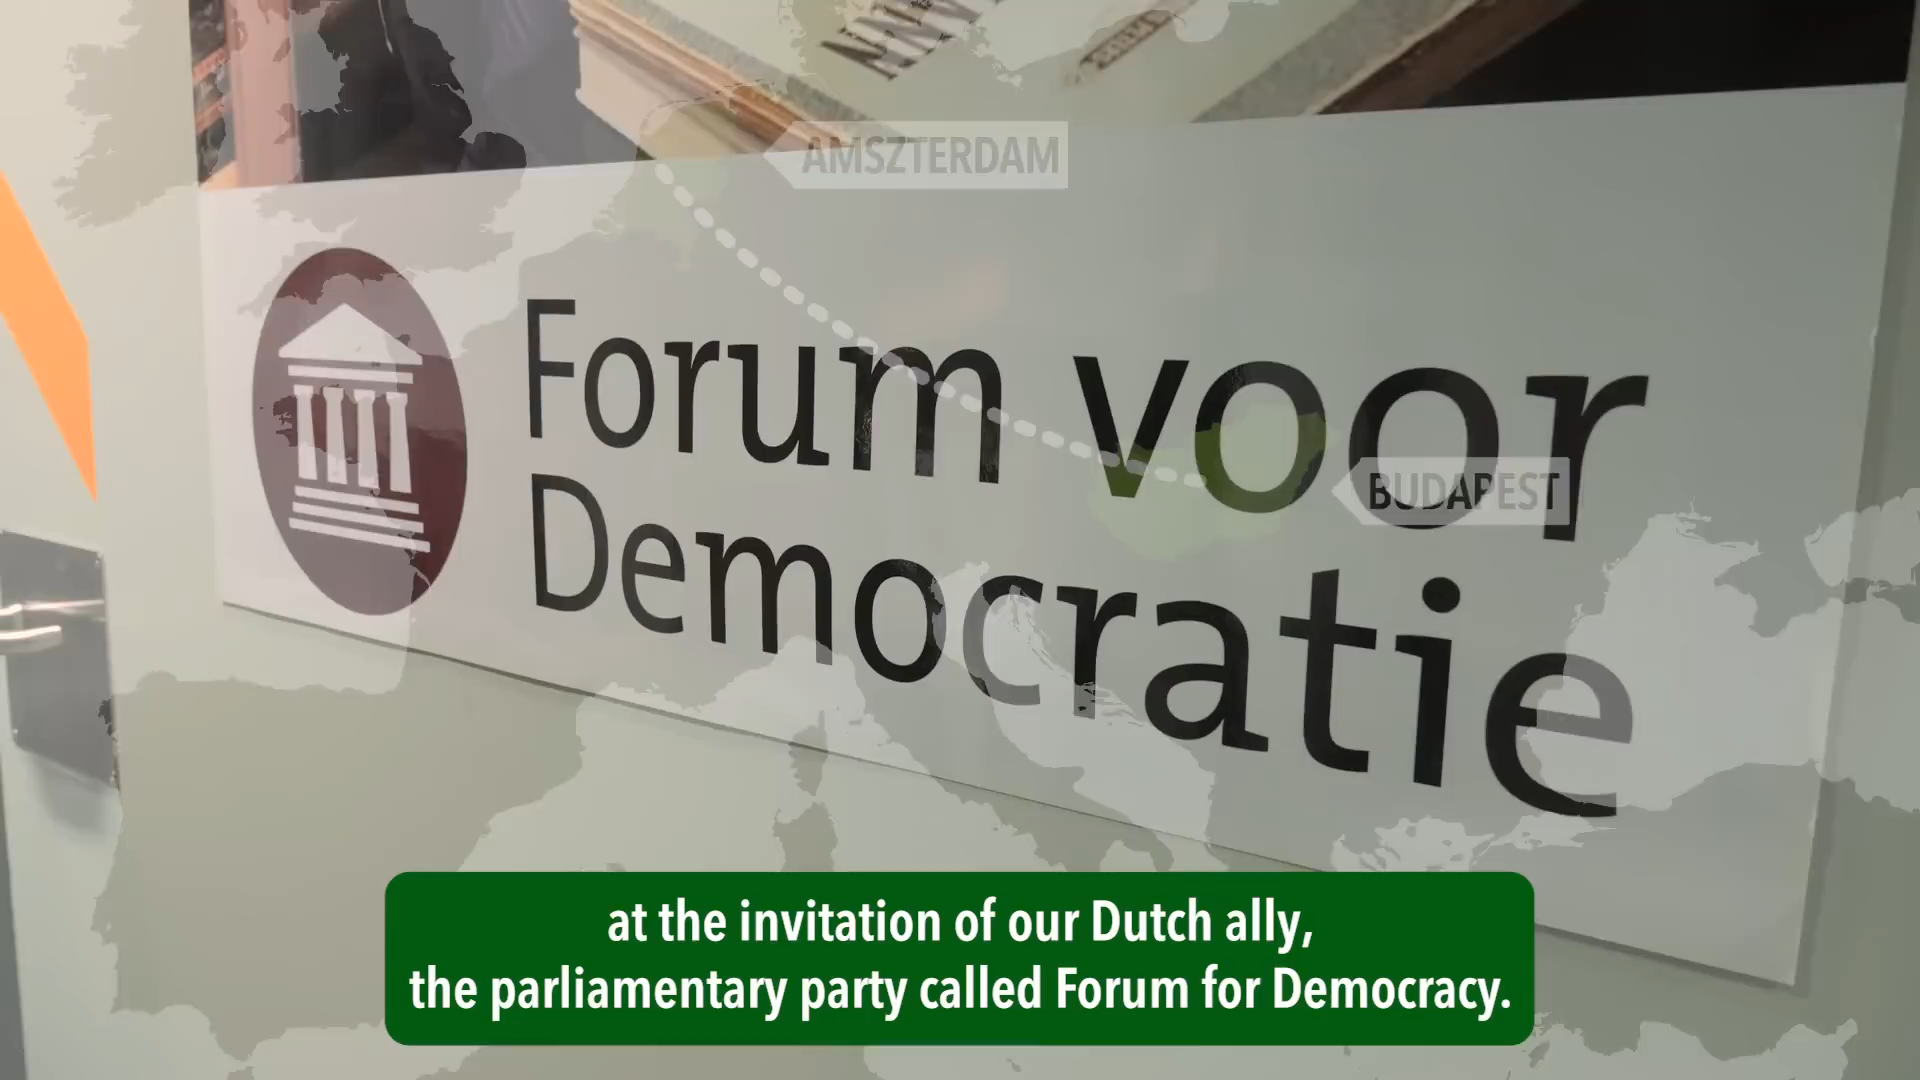 AMSZTERDAM
Forum voor
BUDAPEST
Democratie
at the invitation of our Dutch ally,
the parliamentary party called Forum for Democracy.